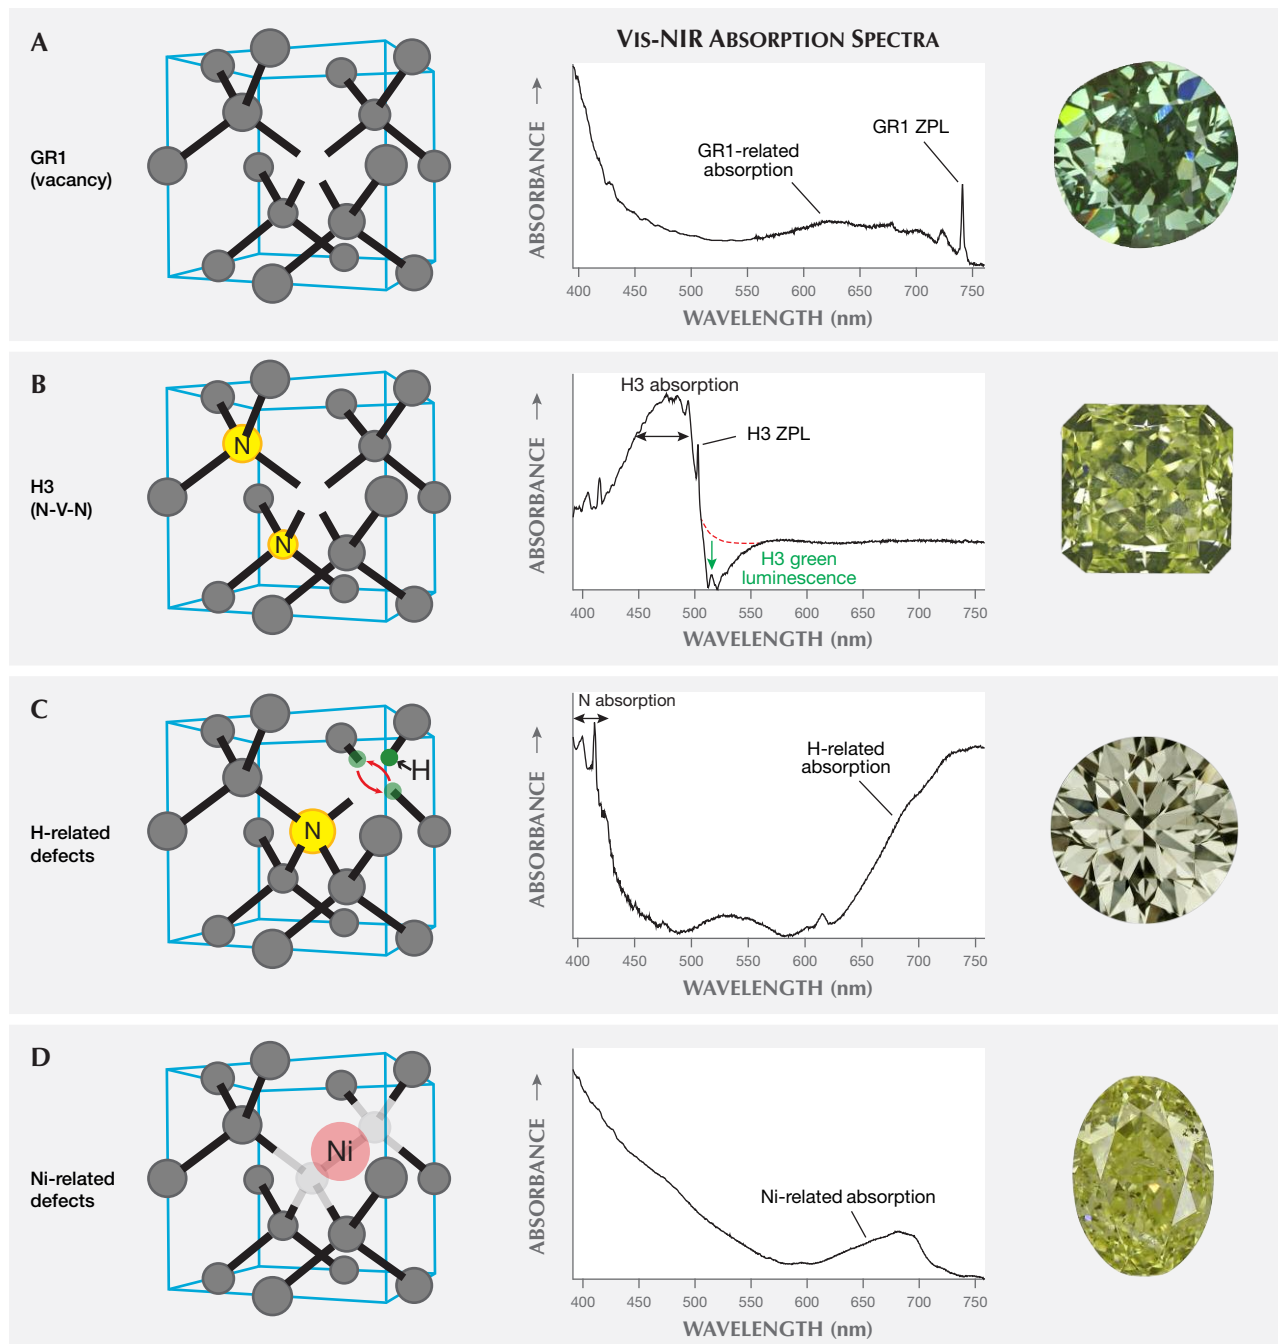 VIS-NIR ABSORPTION SPECTRA
A
GR1
(vacancy)
ABSORBANCE
GR1-related
absorption
GR1 ZPL
400 450 500 550 600 650 700 750
WAVELENGTH (nm)
B
H3
(N-V-N)
N
N
ABSORBANCE
H3 absorption
H3 ZPL
H3 green
luminescence
400 450 500 550 600 650 700 750
WAVELENGTH (nm)
C
H-related
defects
H
N
ABSORBANCE
N absorption
H-related
absorption
400 450 500 550 600 650 700 750
WAVELENGTH (nm)
D
Ni-related
defects
Ni
ABSORBANCE
Ni-related absorption
400 450 500 550 600 650 700 750
WAVELENGTH (nm)